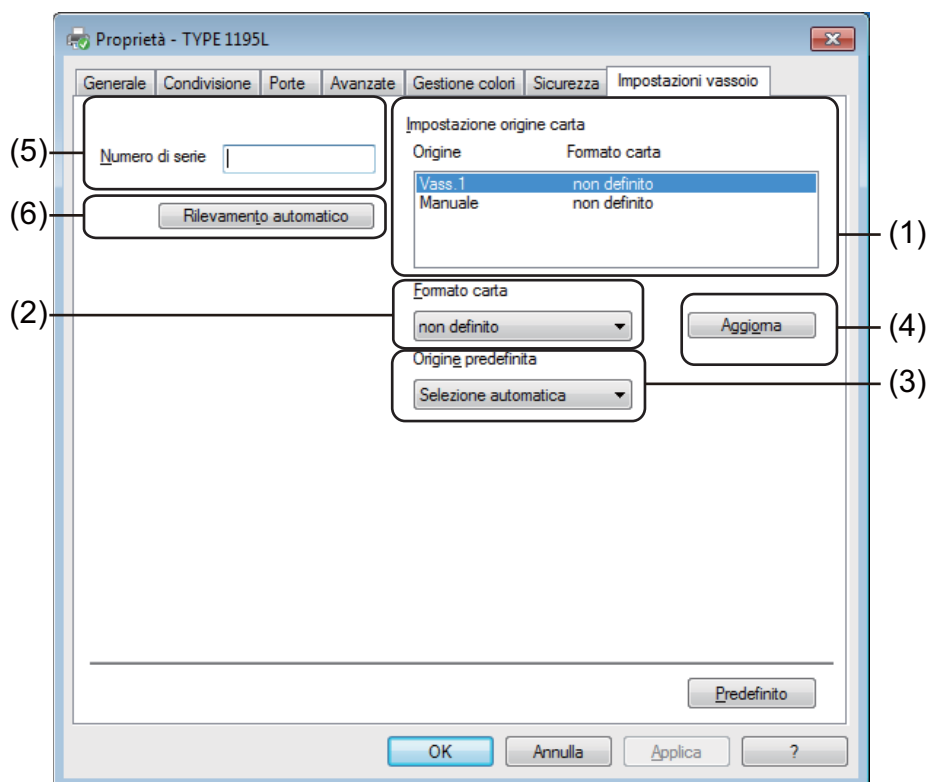 Proprietà - TYPE 1195L
Generale Condivisione Porte Avanzate Gestione colori Sicurezza Impostazioni vassoio
(5)
Numero di serie
(6)
Rilevamento automatico
Impostazione origine carta
Origine Formato carta
Vass.1 non definito
Manuale non definito
(1)
(2)
Formato carta
non definito
Aggiorna
(4)
Origine predefinita
Selezione automatica
(3)
Predefinito
OK Annulla Applica ?